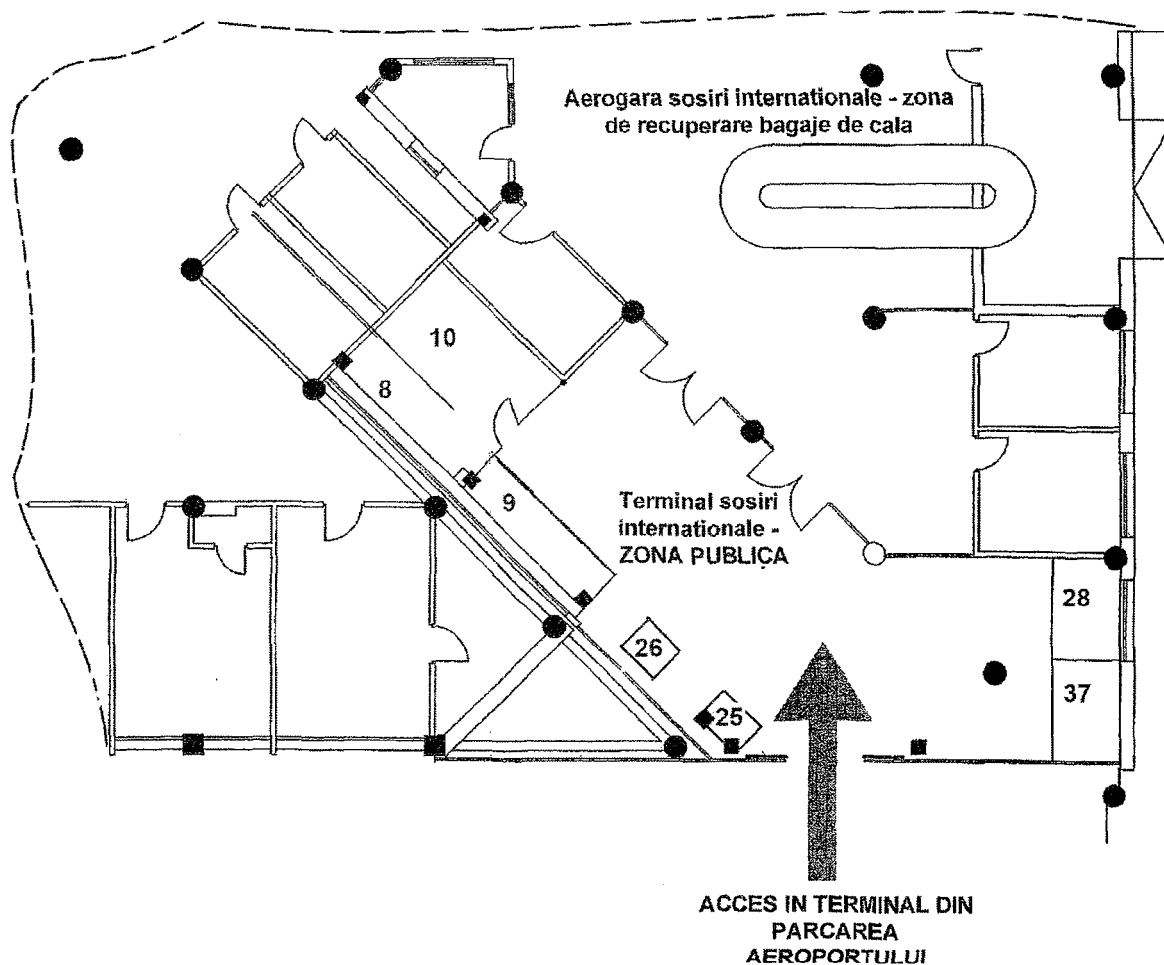 Aerogara sosiri internationale - zona
de recuperare bagaje de cala
10
8
9
Terminal sosiri
internationale -
ZONA PUBLICA
28
26
37
25
ACCES IN TERMINAL DIN
PARCAREA
AEROPORTULUI